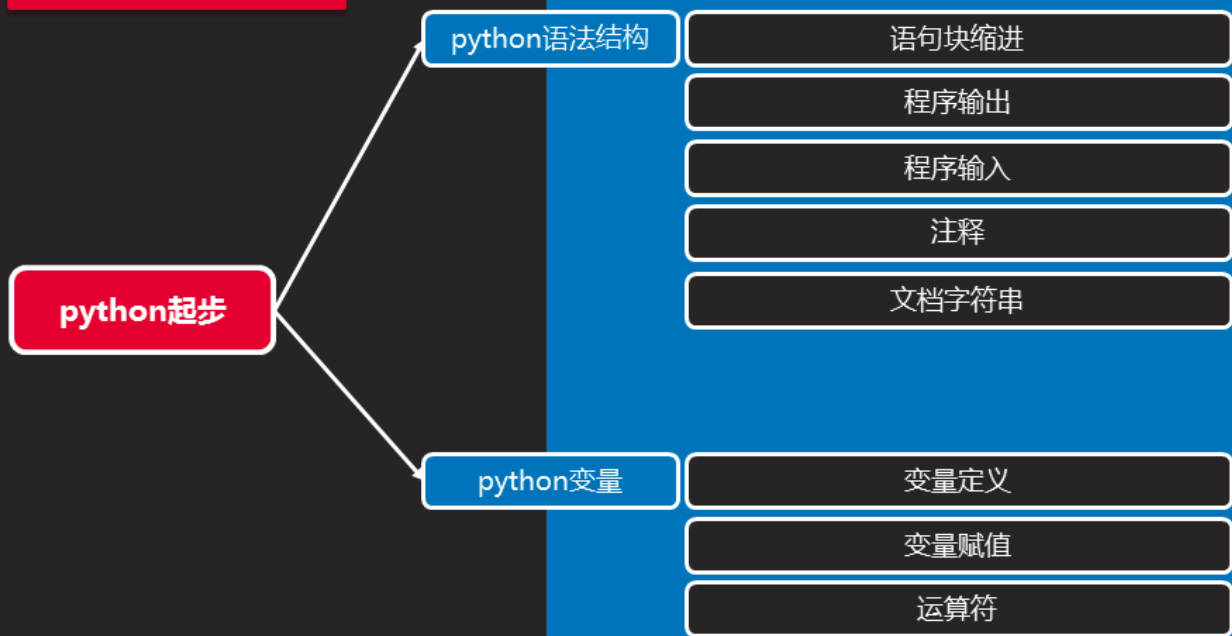 python语法结构
语句块缩进
程序输出
程序输入
注释
文档字符串
python起步
python变量
变量定义
变量赋值
运算符